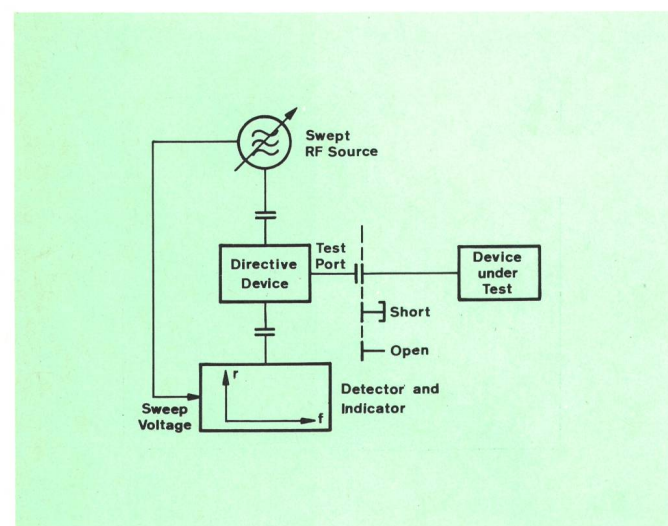 Swept
RF Source
Directive
Device
Test
Port
Device
under
Test
Short
Open
r
f
Detector and
Indicator
Sweep
Voltage